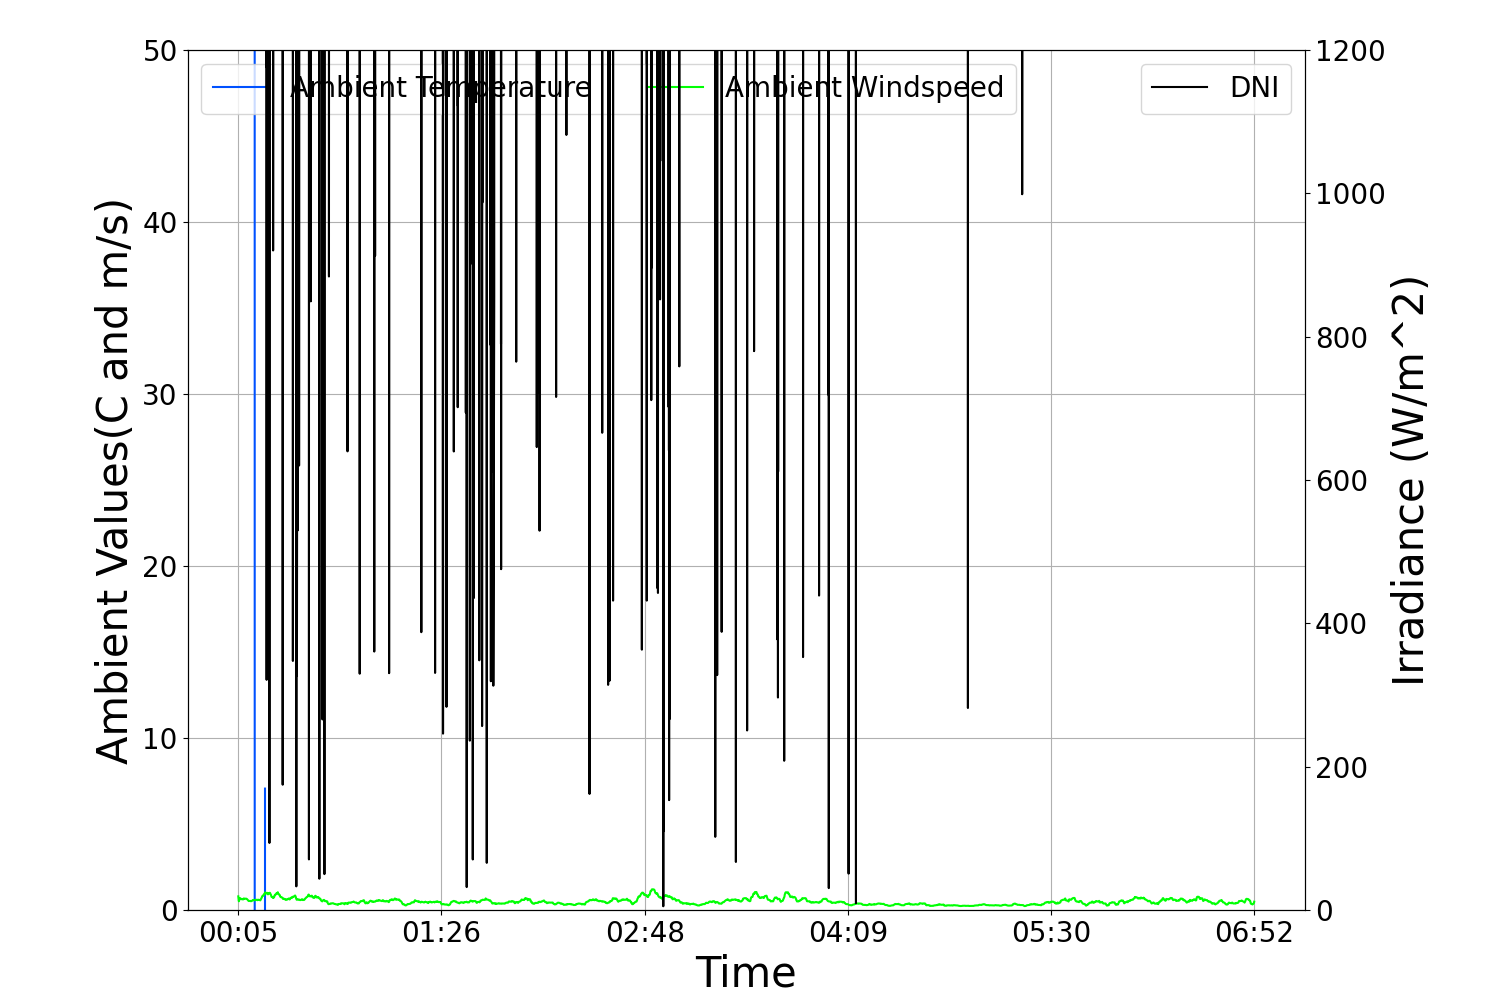 Ambient Temperature
Ambient Windspeed
DNI
Ambient Values(C and m/s)
50
40
30
20
10
0
1200
1000
800
600
400
200
0
Irradiance (W/m^2)
00:05 01:26 02:48 04:09 05:30 06:52
Time